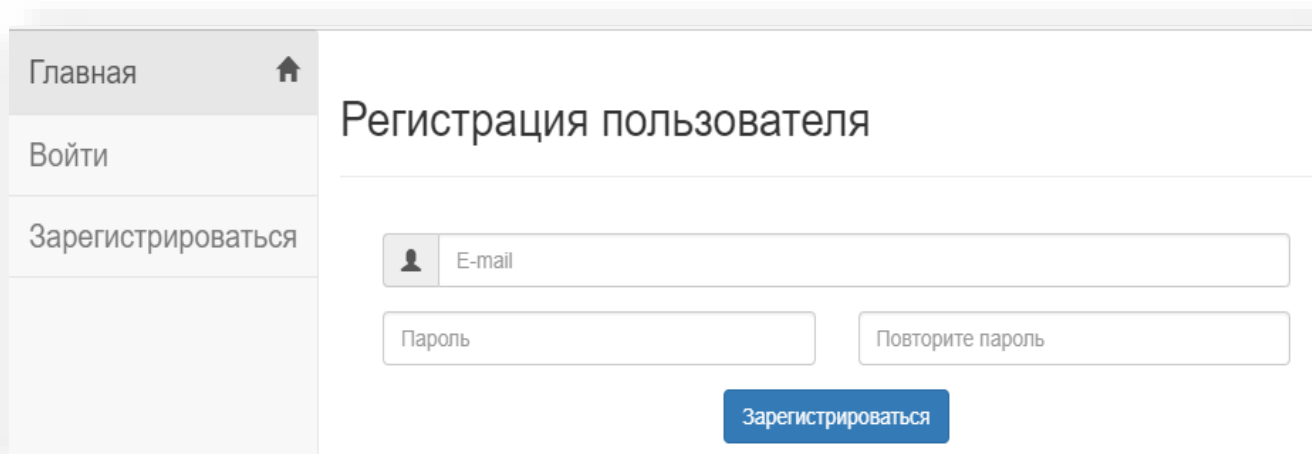 Главная
Войти
Зарегистрироваться
Регистрация пользователя
E-mail
Пароль
Повторите пароль
Зарегистрироваться